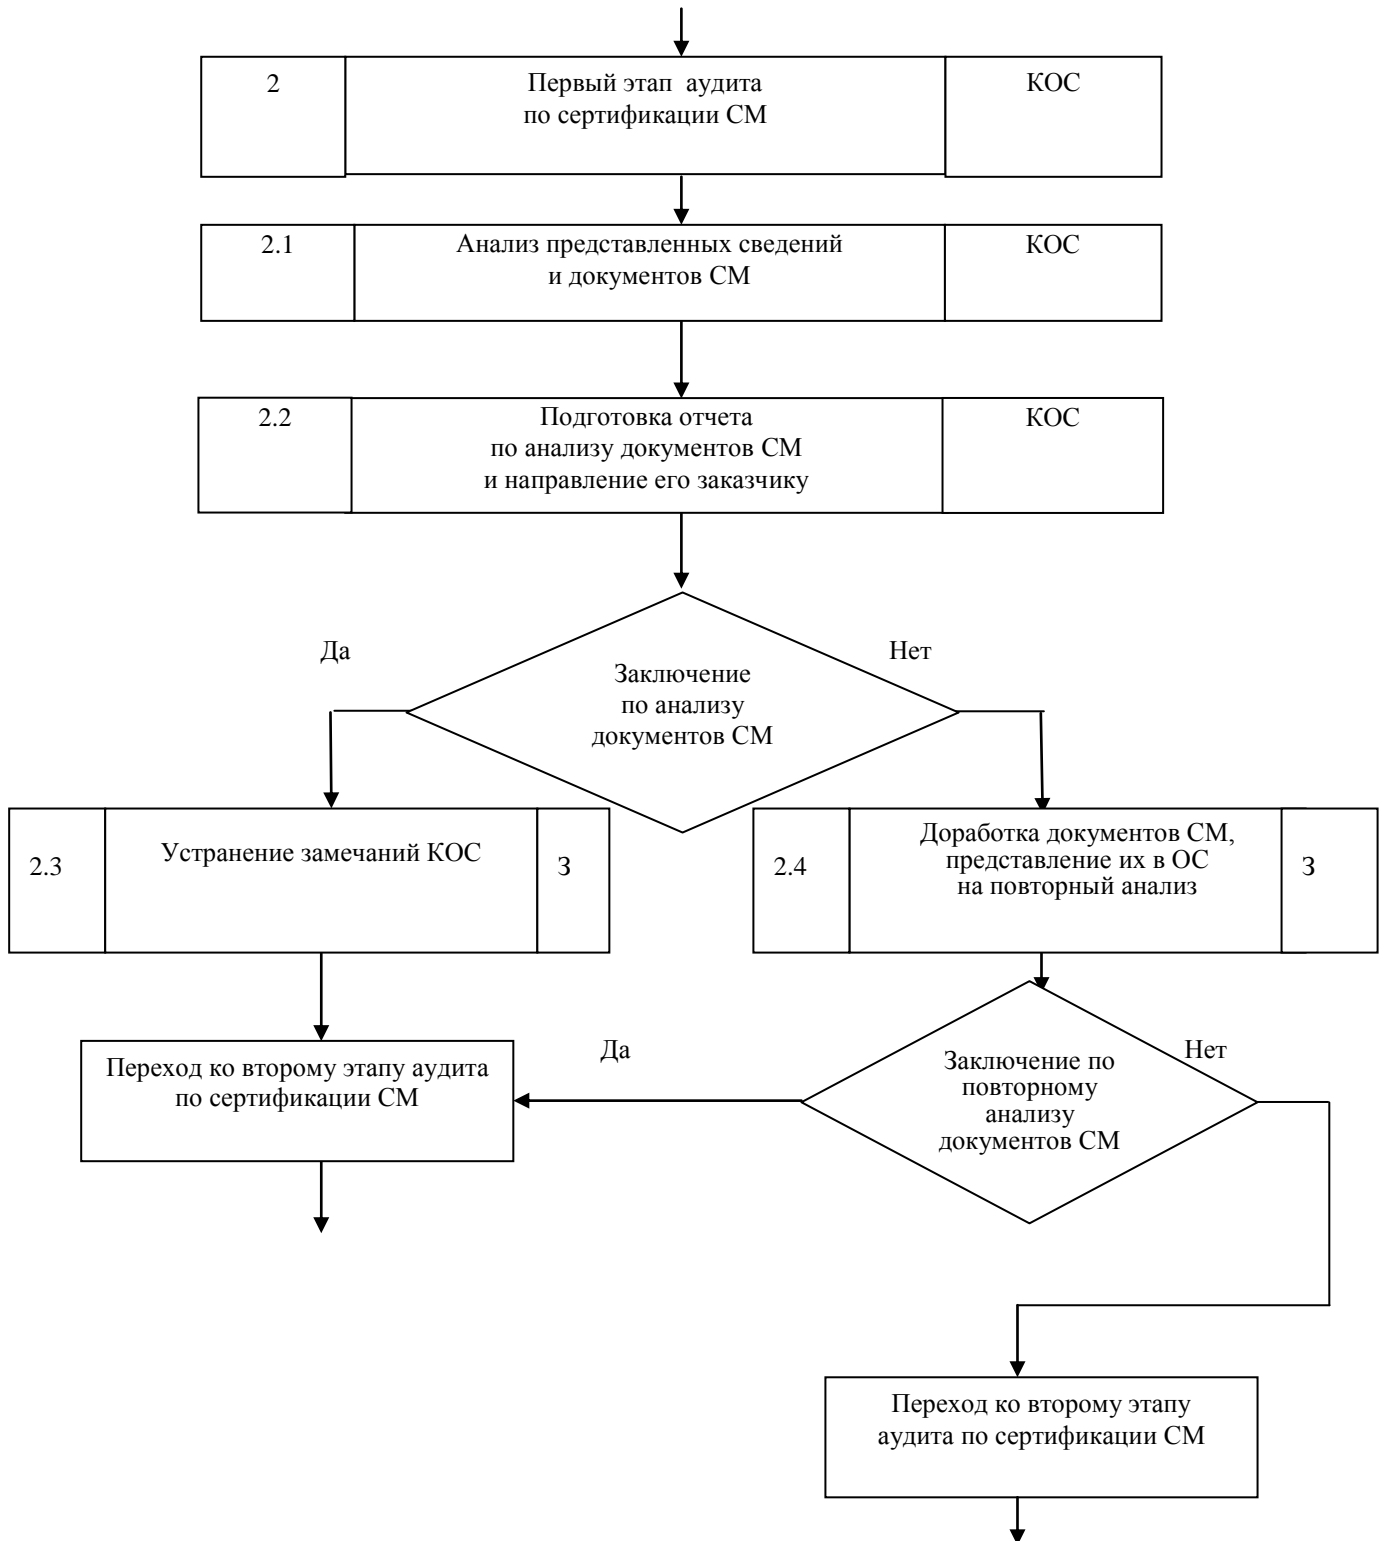 2
Первый этап аудита
по сертификации СМ
КОС
2.1
Анализ представленных сведений
и документов СМ
КОС
2.2
Подготовка отчета
по анализу документов СМ
и направление его заказчику
КОС
Да
Нет
Заключение
по анализу
документов СМ
2.3
Устранение замечаний КОС
З
2.4
Доработка документов СМ,
представление их в ОС
на повторный анализ
З
Переход ко второму этапу аудита
по сертификации СМ
Да
Заключение по
повторному
анализу
документов СМ
Нет
Переход ко второму этапу
аудита по сертификации СМ